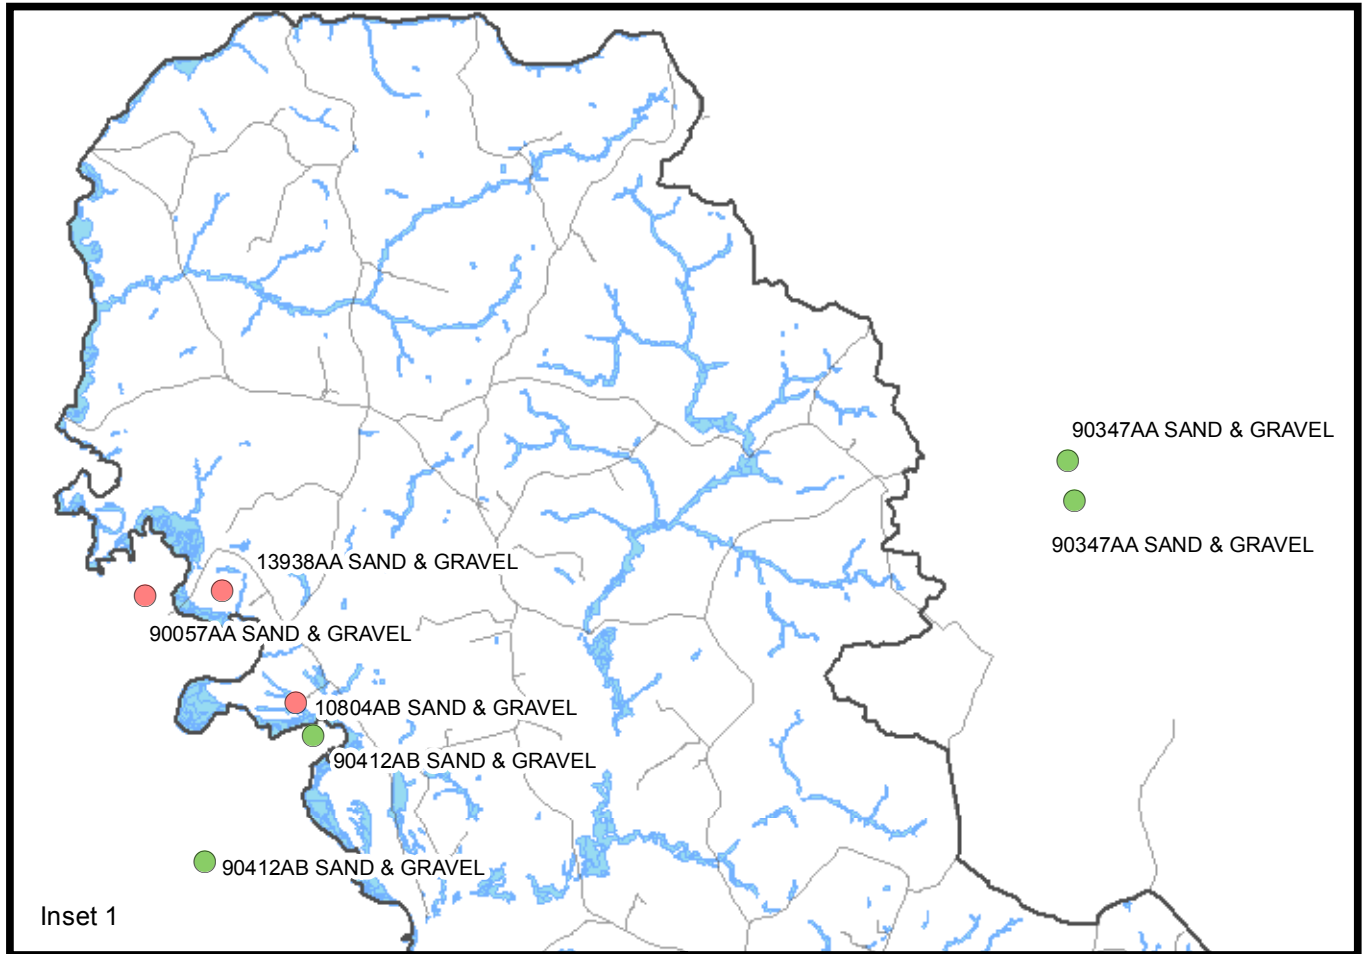 90347AA SAND & GRAVEL
90347AA SAND & GRAVEL
13938AA SAND & GRAVEL
90057AA SAND & GRAVEL
10804AB SAND & GRAVEL
90412AB SAND & GRAVEL
90412AB SAND & GRAVEL
Inset 1